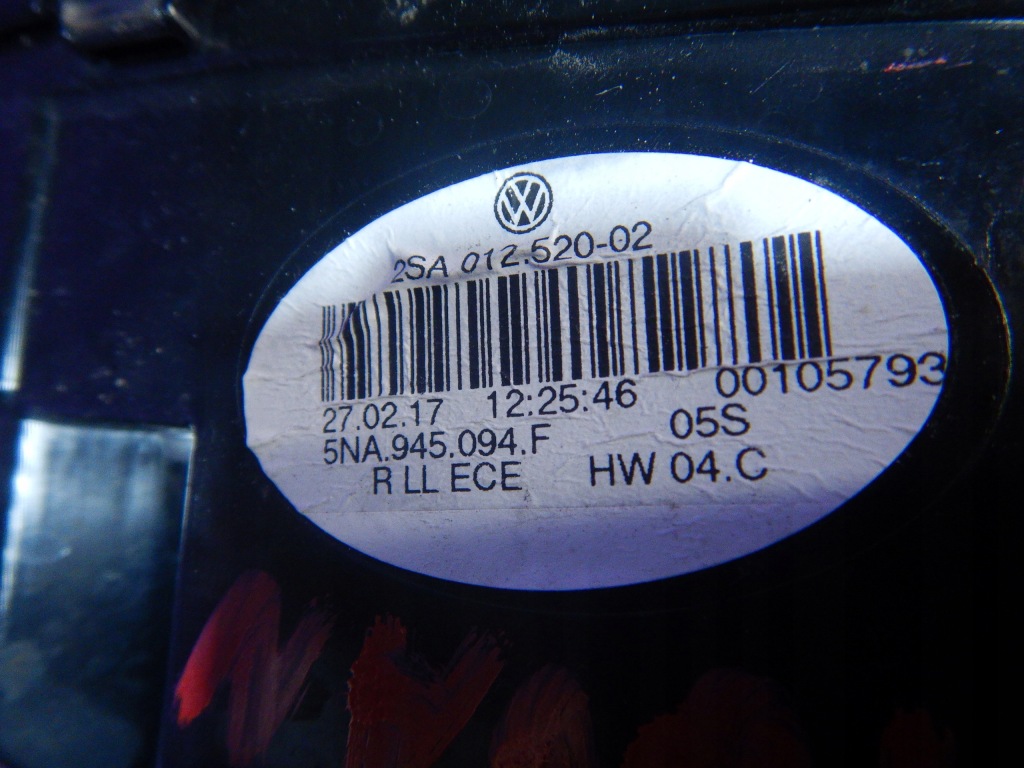 VW
2SA 012.520-02
27.02.17 12:25:46 00105793
5NA.945.094.F 05S
R LL ECE HW 04.C